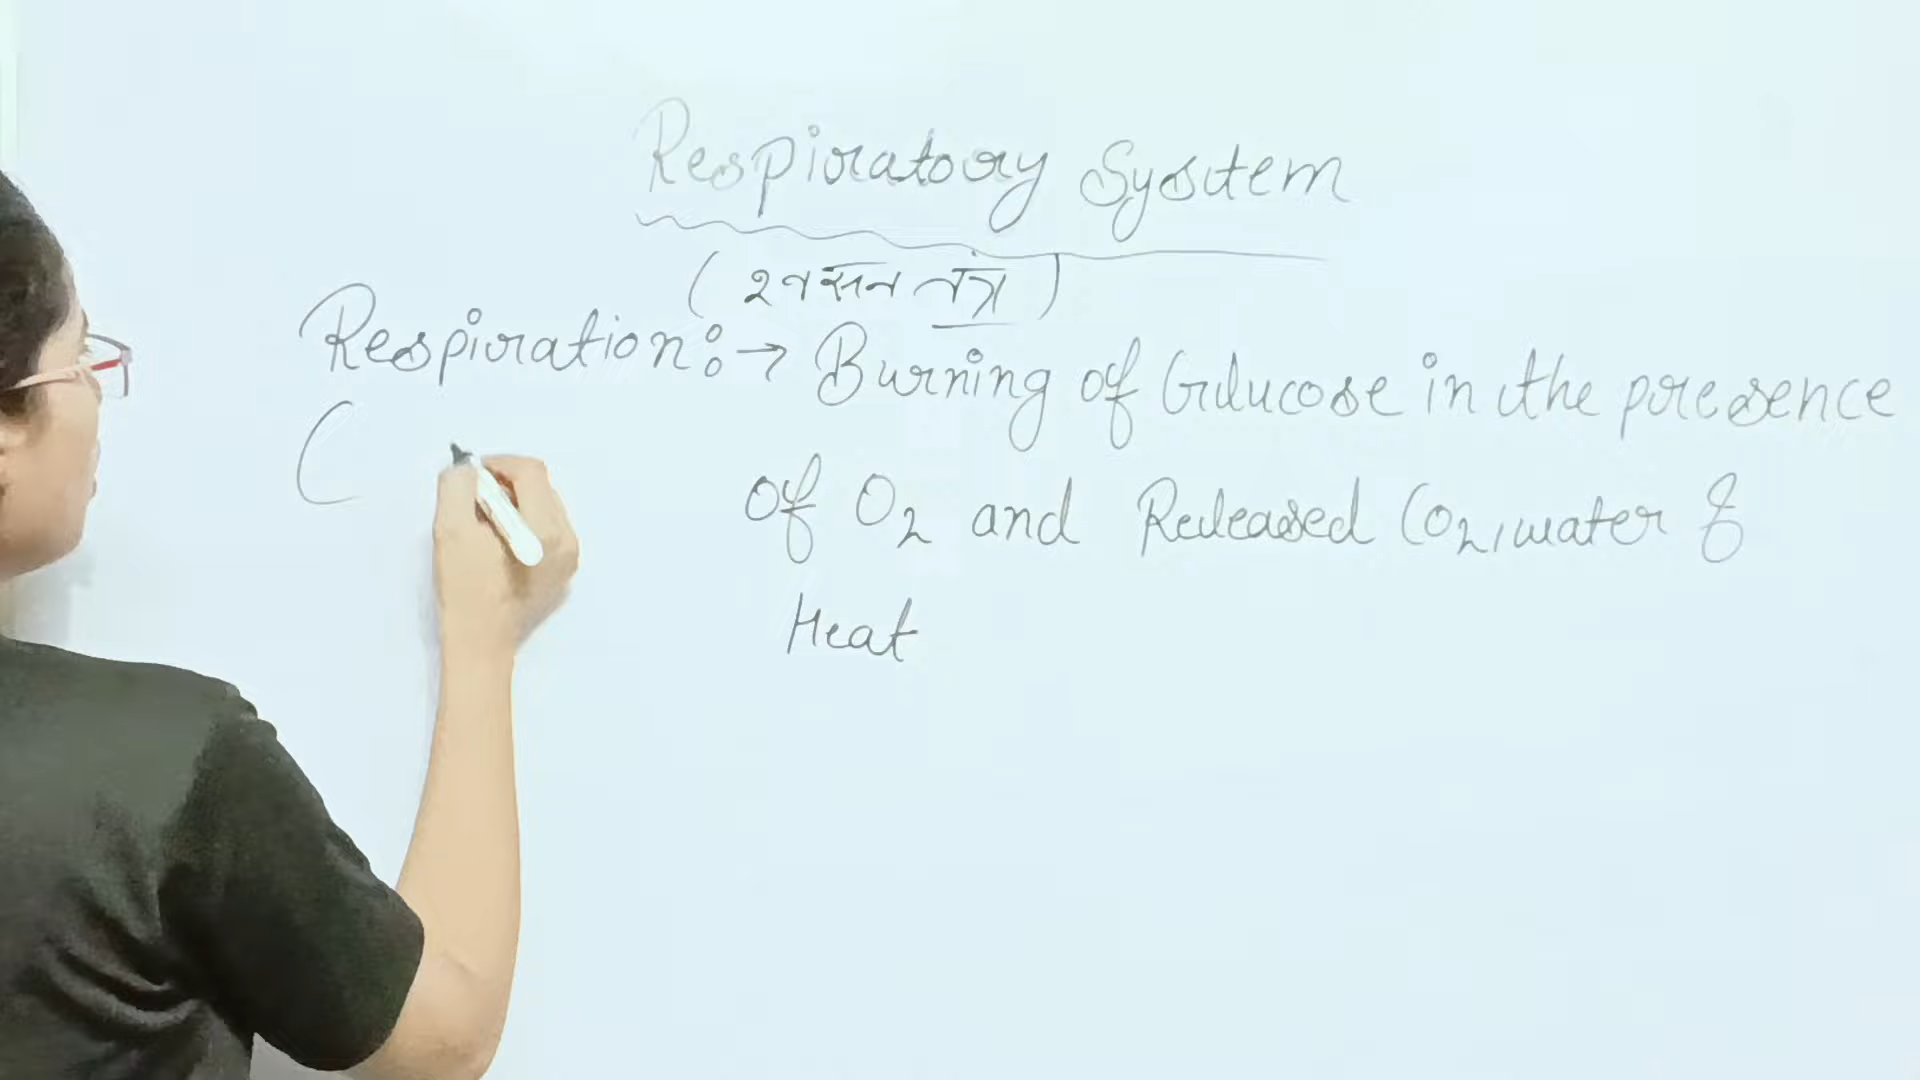 Respiratory System
(श्वसन तंत्र)
Respiration:→ Burning of Glucose in the presence
(
of O2 and Released CO2, water &
Heat